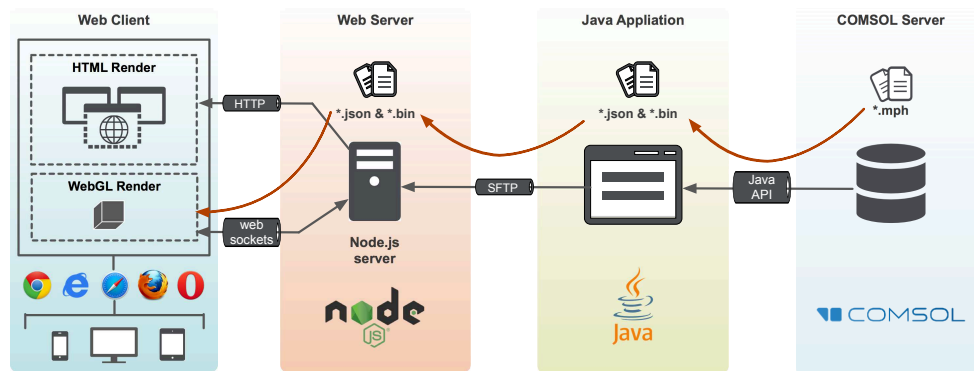 Web Client
Web Server
Java Appliation
COMSOL Server
HTML Render
HTTP
*.json & *.bin
*.json & *.bin
*.mph
WebGL Render
SFTP
Java
API
web
sockets
Node.js
server
node
JS
Java
COMSOL